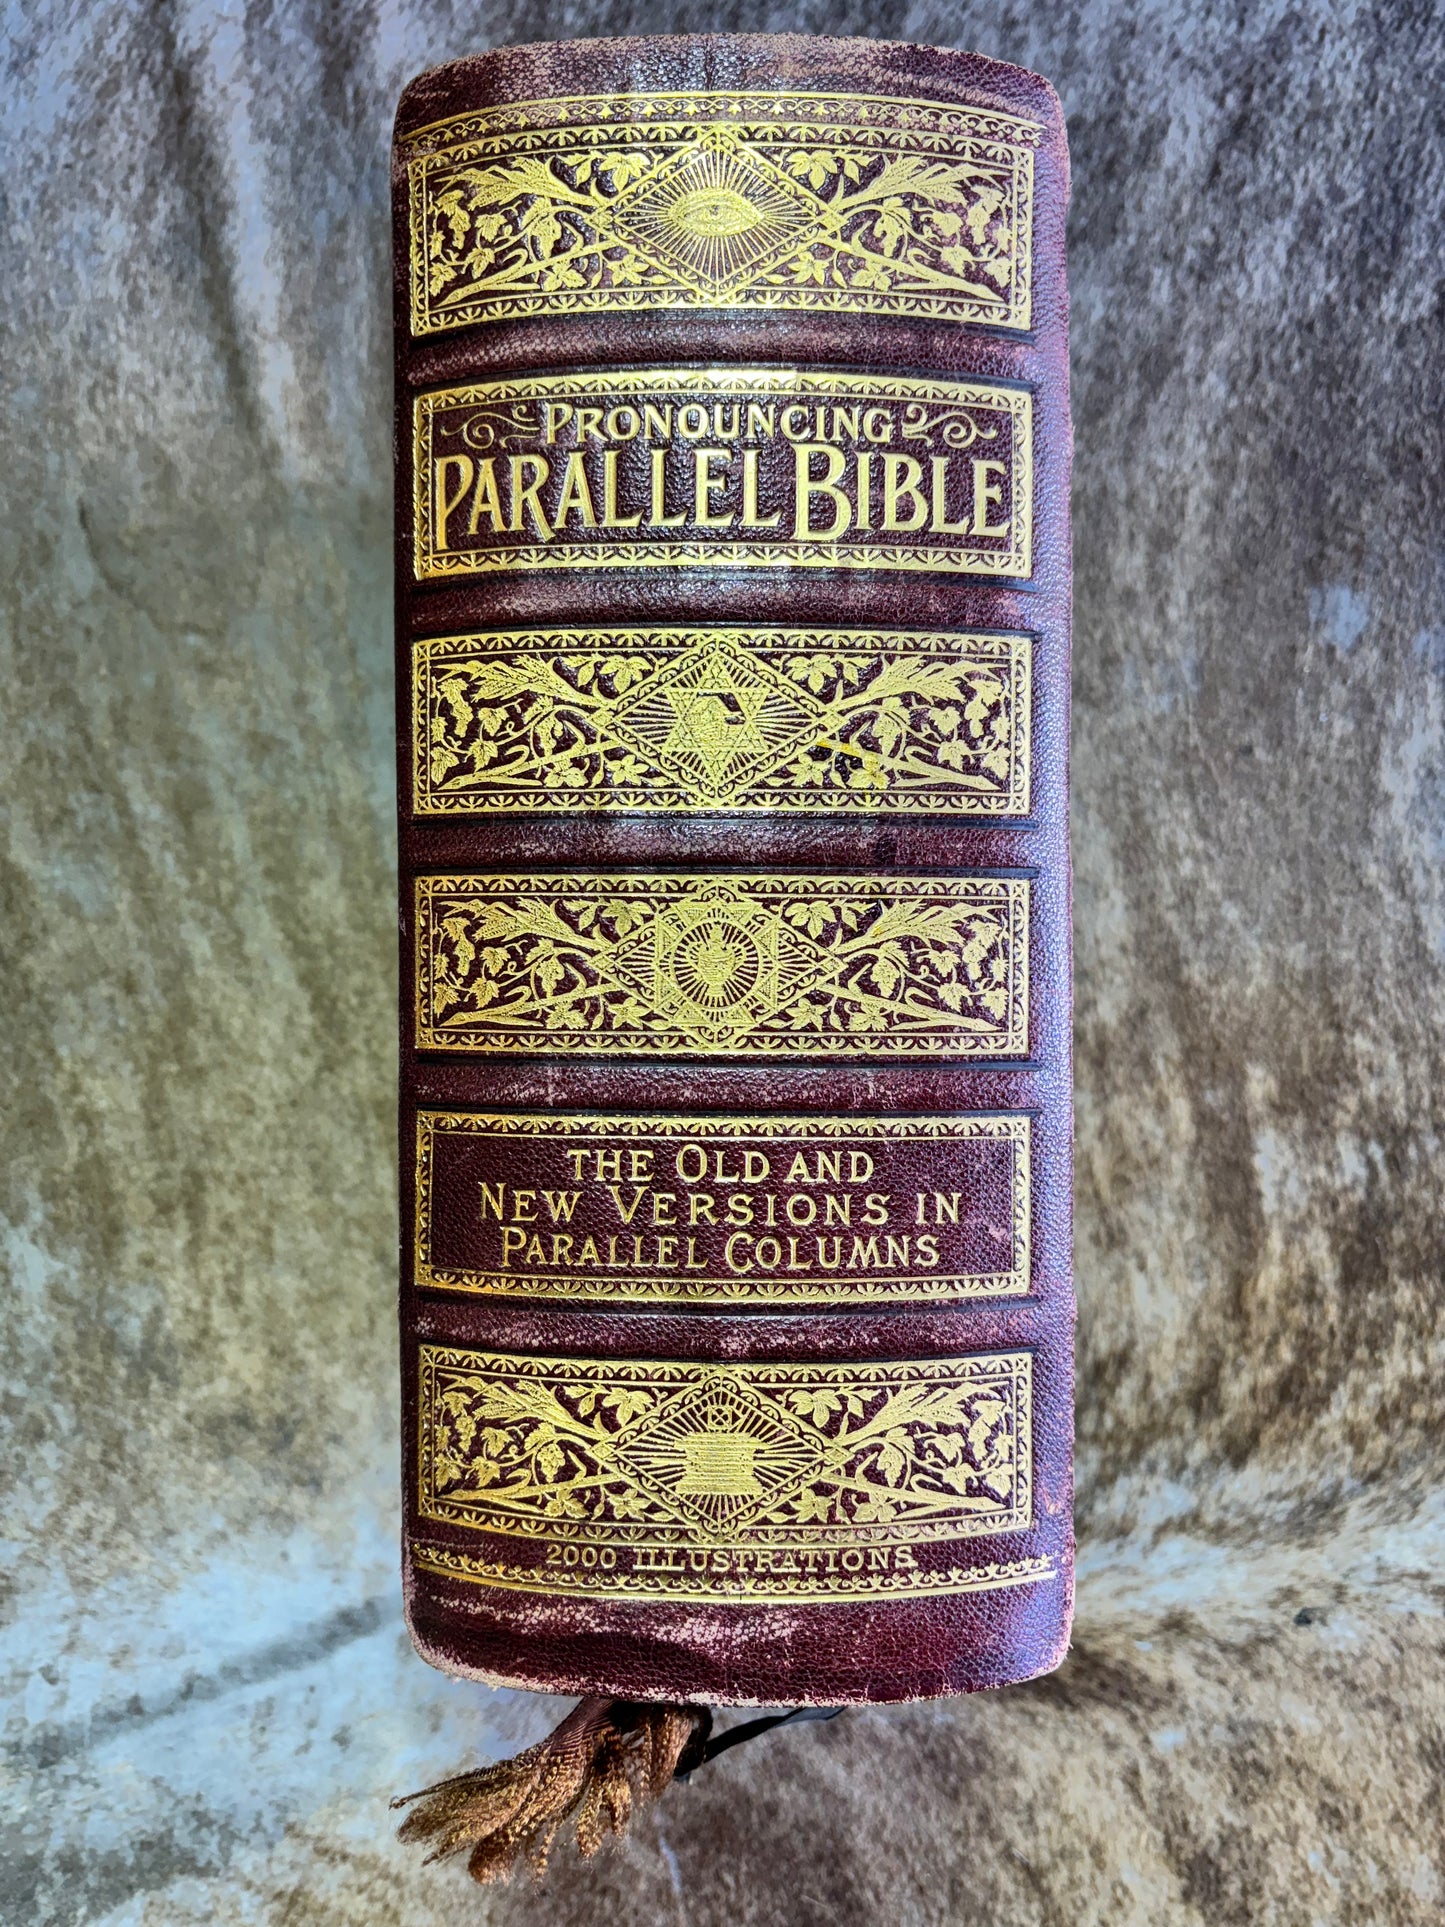 PRONOUNCING
PARALLEL BIBLE
THE OLD AND
NEW VERSIONS IN
PARALLEL COLUMNS
2000 ILLUSTRATIONS